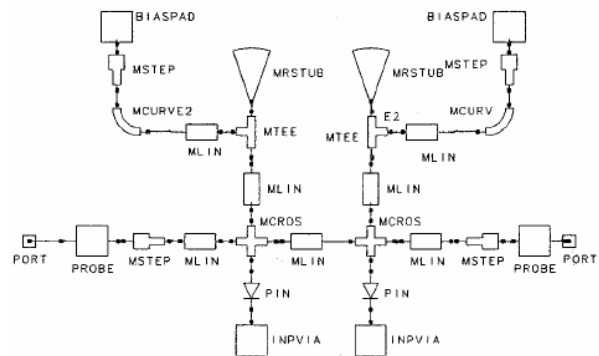 BIASPAD BIASPAD
MSTEP MRSTUB MRSTUB MSTEP
MCURVE2 MCURV
MTEE MTEE E2
MLIN MLIN
MLIN MLIN
MCROS MCROS
PORT PROBE MSTEP MLIN MLIN MLIN MSTEP PROBE PORT
PIN PIN
INPVIA INPVIA